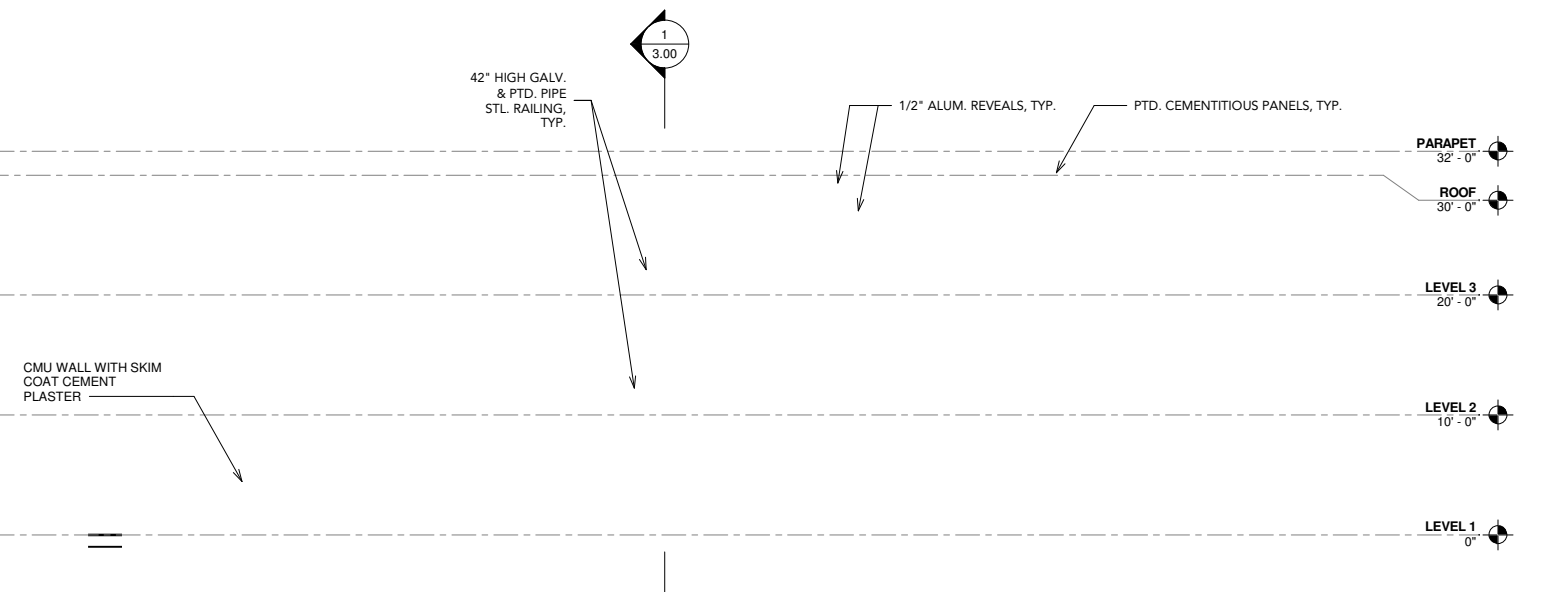 1
3.00
42" HIGH GALV.
& PTD. PIPE
STL. RAILING,
TYP.
1/2" ALUM. REVEALS, TYP.
PTD. CEMENTITIOUS PANELS, TYP.
PARAPET
32' - 0"
ROOF
30' - 0"
LEVEL 3
20' - 0"
CMU WALL WITH SKIM
COAT CEMENT
PLASTER
LEVEL 2
10' - 0"
LEVEL 1
0"